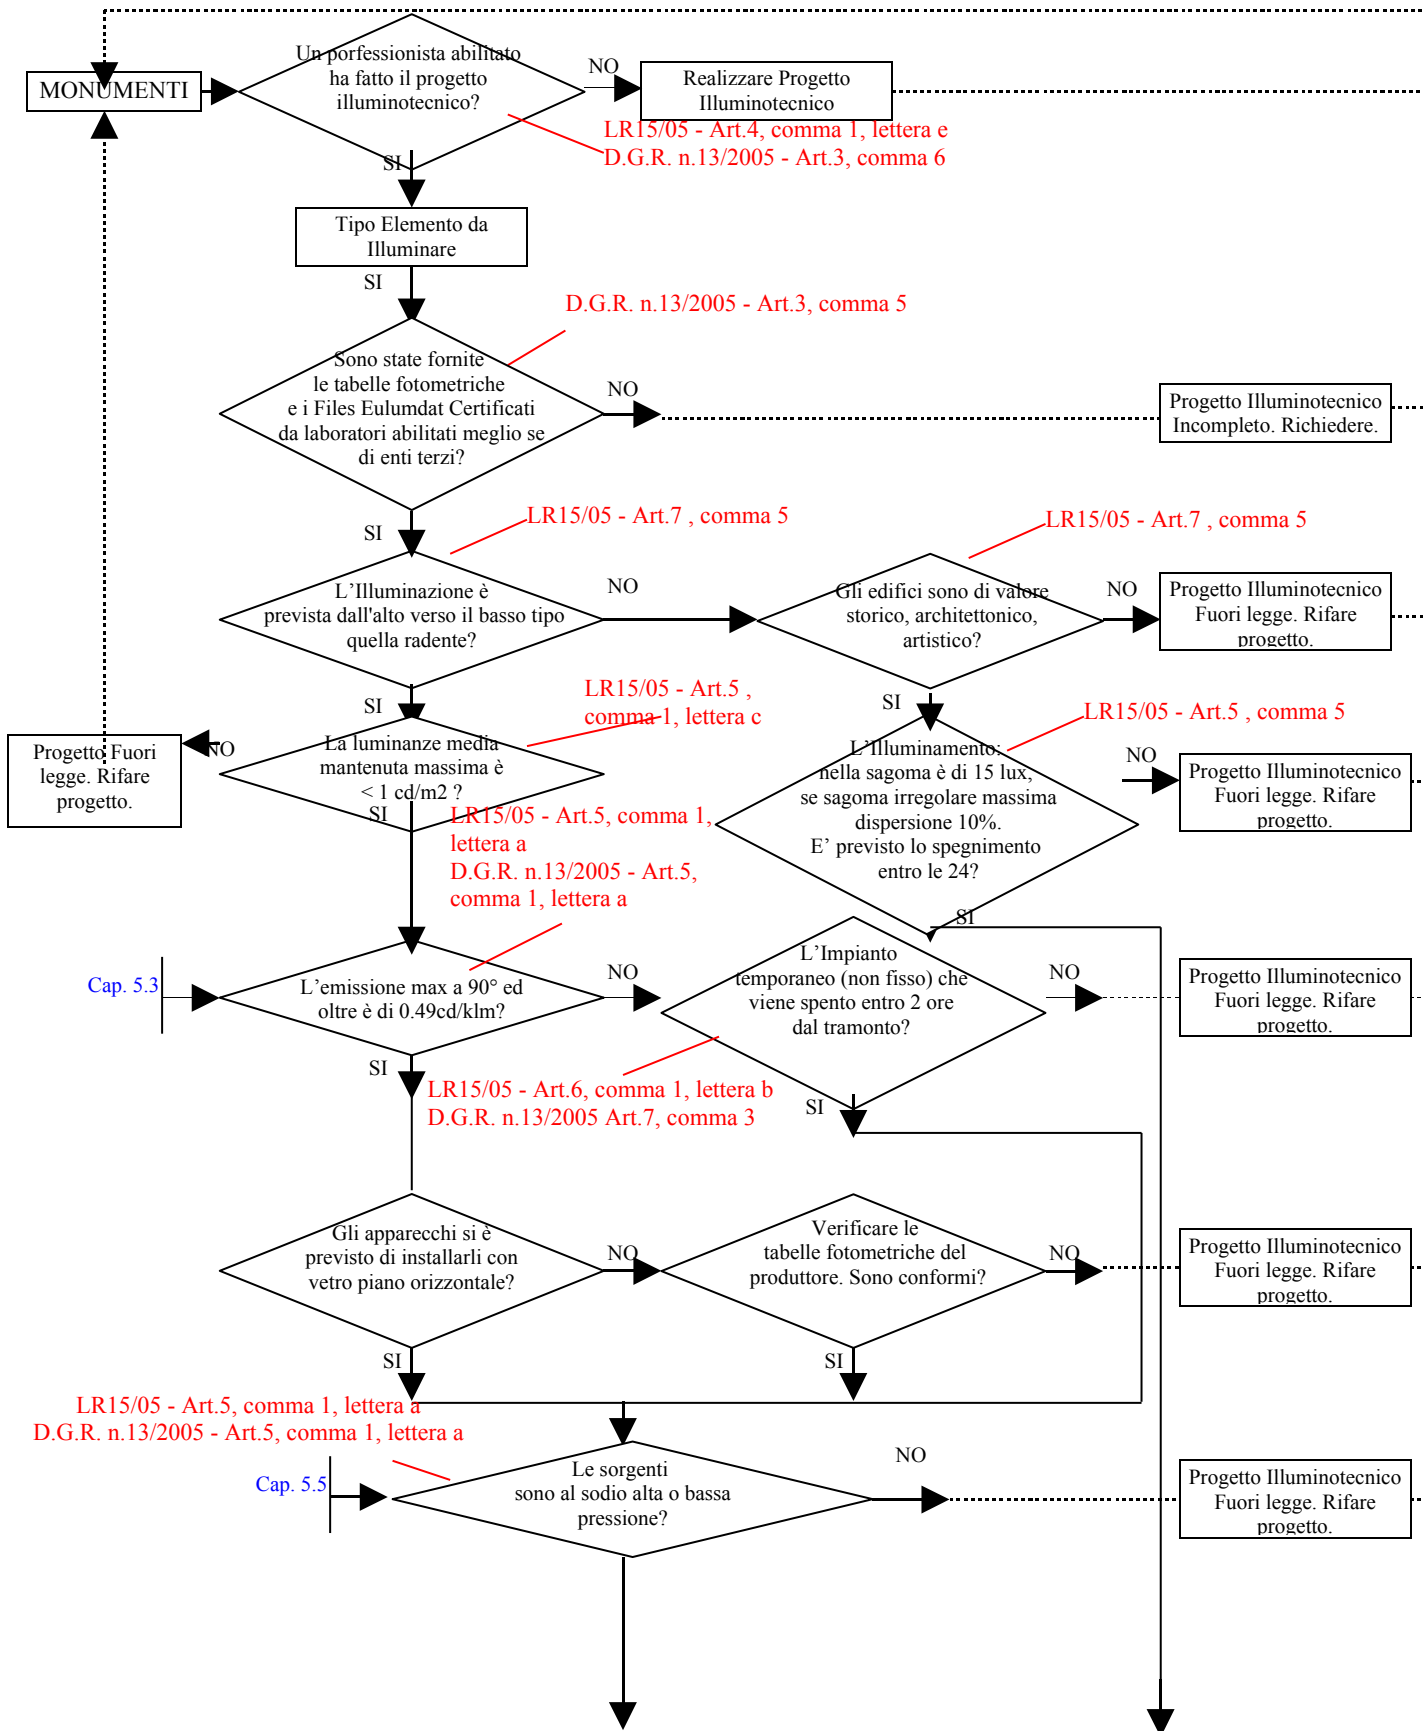 Un porfessionista abilitato
ha fatto il progetto
illuminotecnico?
MONUMENTI
NO
Realizzare Progetto
Illuminotecnico
LR15/05 - Art.4, comma 1, lettera e
D.G.R. n.13/2005 - Art.3, comma 6
SI
Tipo Elemento da
Illuminare
SI
D.G.R. n.13/2005 - Art.3, comma 5
Sono state fornite
le tabelle fotometriche
e i Files Eulumdat Certificati
da laboratori abilitati meglio se
di enti terzi?
NO
Progetto Illuminotecnico
Incompleto. Richiedere.
SI
LR15/05 - Art.7 , comma 5
LR15/05 - Art.7 , comma 5
L'Illuminazione è
prevista dall'alto verso il basso tipo
quella radente?
NO
Gli edifici sono di valore
storico, architettonico,
artistico?
NO
Progetto Illuminotecnico
Fuori legge. Rifare
progetto.
SI
LR15/05 - Art.5 ,
comma 1, lettera c
SI
LR15/05 - Art.5 , comma 5
Progetto Fuori
legge. Rifare
progetto.
NO
La luminanze media
mantenuta massima è
< 1 cd/m2 ?
SI
L'Illuminamento:
nella sagoma è di 15 lux,
se sagoma irregolare massima
dispersione 10%.
E' previsto lo spegnimento
entro le 24?
NO
Progetto Illuminotecnico
Fuori legge. Rifare
progetto.
LR15/05 - Art.5, comma 1,
lettera a
D.G.R. n.13/2005 - Art.5,
comma 1, lettera a
SI
Cap. 5.3
L'emissione max a 90° ed
oltre è di 0.49cd/klm?
NO
L'Impianto
temporaneo (non fisso) che
viene spento entro 2 ore
dal tramonto?
NO
Progetto Illuminotecnico
Fuori legge. Rifare
progetto.
SI
LR15/05 - Art.6, comma 1, lettera b
D.G.R. n.13/2005 Art.7, comma 3
SI
Gli apparecchi si è
previsto di installarli con
vetro piano orizzontale?
NO
Verificare le
tabelle fotometriche del
produttore. Sono conformi?
NO
Progetto Illuminotecnico
Fuori legge. Rifare
progetto.
SI
SI
LR15/05 - Art.5, comma 1, lettera a
D.G.R. n.13/2005 - Art.5, comma 1, lettera a
Cap. 5.5
Le sorgenti
sono al sodio alta o bassa
pressione?
NO
Progetto Illuminotecnico
Fuori legge. Rifare
progetto.